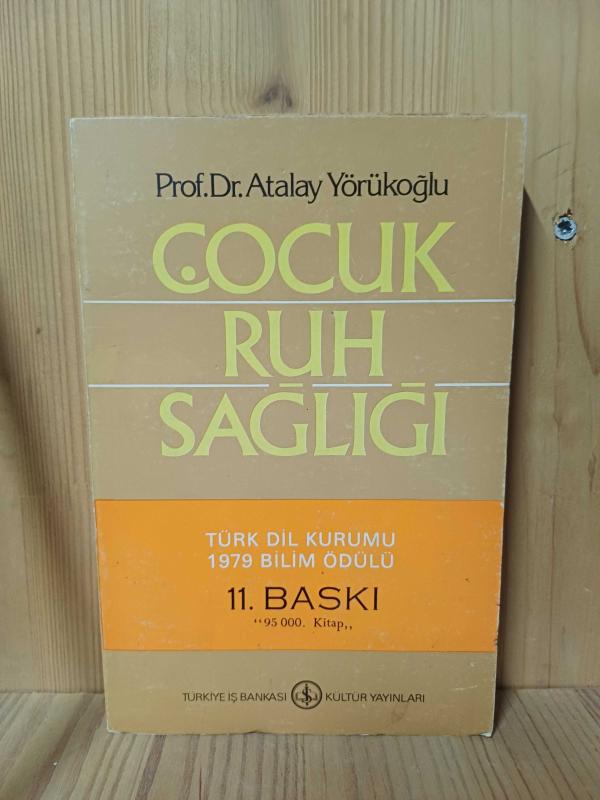 Prof.Dr.Atalay Yörükoğlu
ÇOCUK
RUH
SAĞLIĞI
TÜRK DİL KURUMU
1979 BİLİM ÖDÜLÜ
11. BASKI
“95 000. Kitap,,
TÜRKİYE İŞ BANKASI KÜLTÜR YAYINLARI